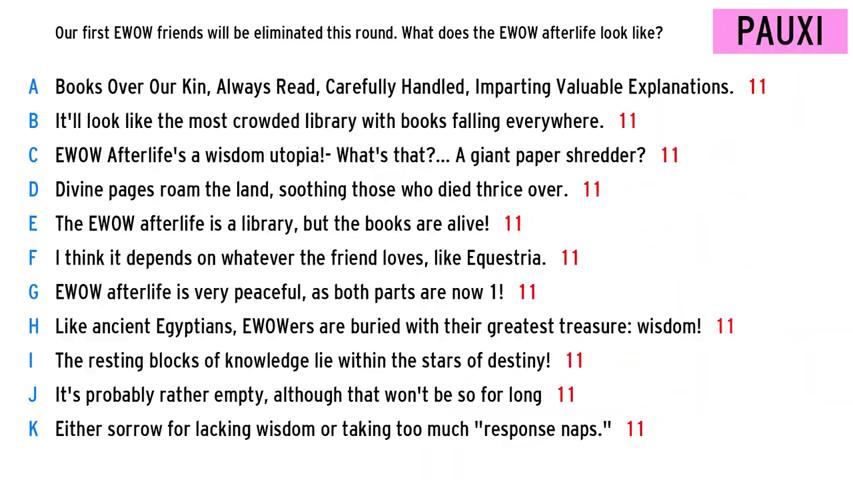 Our first EWOW friends will be eliminated this round. What does the EWOW afterlife look like?
PAUXI
A Books Over Our Kin, Always Read, Carefully Handled, Imparting Valuable Explanations. 11
B It'll look like the most crowded library with books falling everywhere. 11
C EWOW Afterlife's a wisdom utopia!- What's that?... A giant paper shredder? 11
D Divine pages roam the land, soothing those who died thrice over. 11
E The EWOW afterlife is a library, but the books are alive! 11
F I think it depends on whatever the friend loves, like Equestria. 11
G EWOW afterlife is very peaceful, as both parts are now 1! 11
H Like ancient Egyptians, EWOWers are buried with their greatest treasure: wisdom! 11
I The resting blocks of knowledge lie within the stars of destiny! 11
J It's probably rather empty, although that won't be so for long 11
K Either sorrow for lacking wisdom or taking too much "response naps." 11